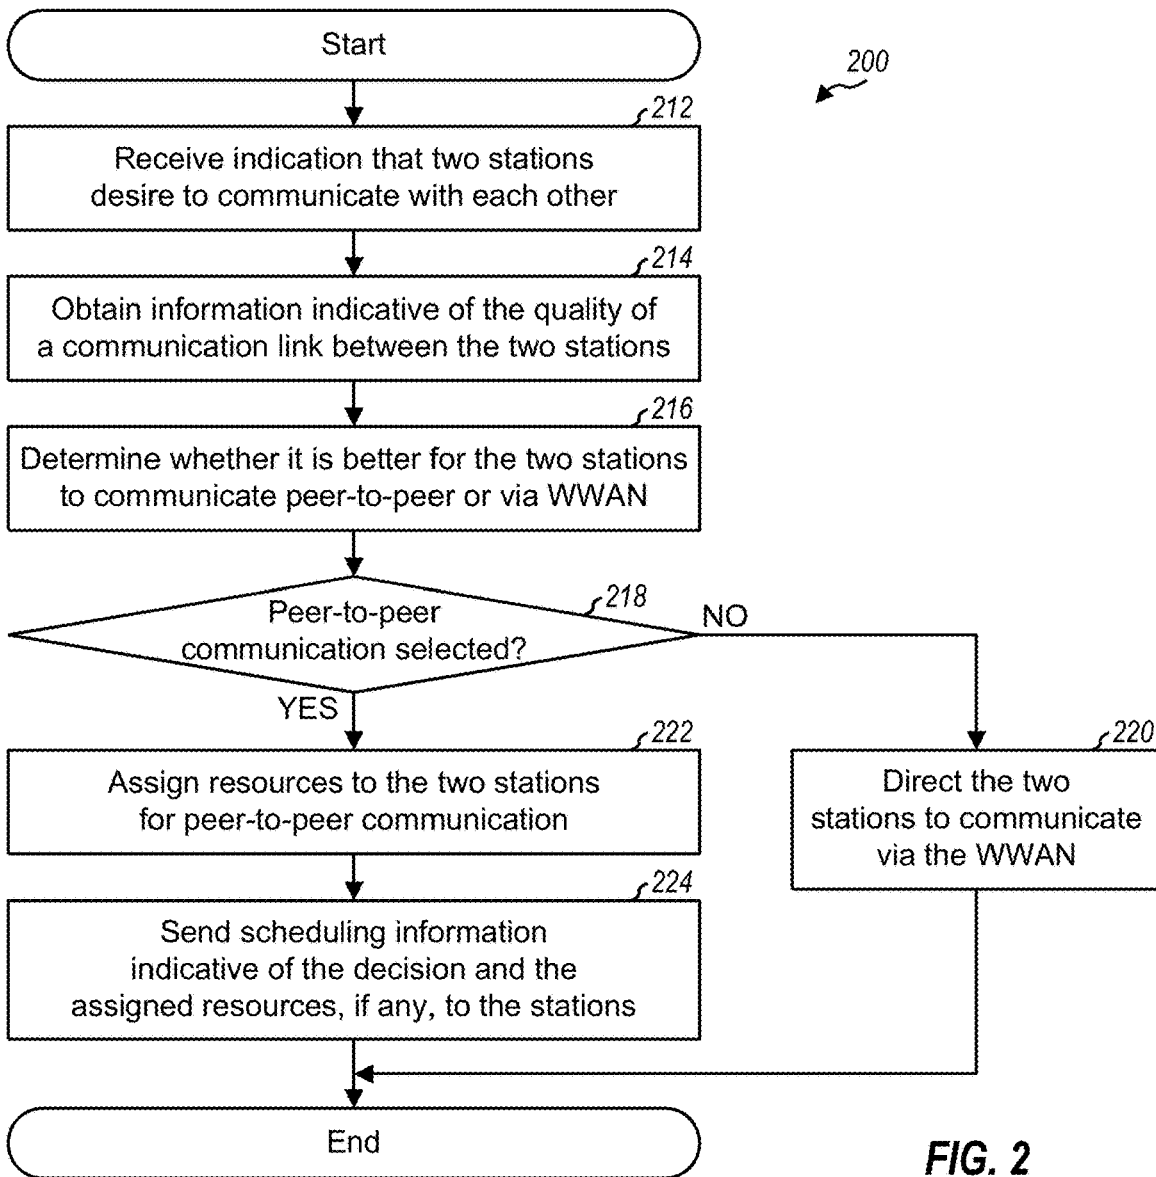 Start
200
212
Receive indication that two stations
desire to communicate with each other
214
Obtain information indicative of the quality of
a communication link between the two stations
216
Determine whether it is better for the two stations
to communicate peer-to-peer or via WWAN
218
Peer-to-peer
communication selected?
NO
YES
222
Assign resources to the two stations
for peer-to-peer communication
220
Direct the two
stations to communicate
via the WWAN
224
Send scheduling information
indicative of the decision and the
assigned resources, if any, to the stations
End
FIG. 2